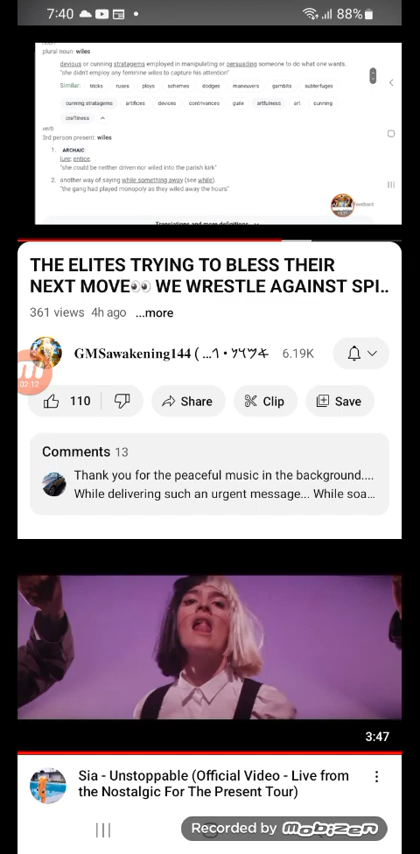 7:40
88%
plural noun: wiles
devious or cunning stratagems employed in manipulating or persuading someone to do what one wants.
"she didn't employ any feminine wiles to capture his attention"
Similar: tricks ruses ploys schemes dodges maneuvers gambits subterfuges
cunning stratagems artifices devices contrivances guile artfulness art cunning
craftiness
verb
3rd person present: wiles
1. ARCHAIC
lure; entice.
"she could be neither driven nor wiled into the parish kirk"
2. another way of saying while something away (see while).
"the gang had played monopoly as they wiled away the hours"
Feedback
Translations and more definitions
THE ELITES TRYING TO BLESS THEIR
NEXT MOVE👀 WE WRESTLE AGAINST SPI..
361 views 4h ago ...more
GMSawakening144 (... 6.19K
02:12
110 Share Clip Save
Comments 13
Thank you for the peaceful music in the background....
While delivering such an urgent message... While soa...
3:47
Sia - Unstoppable (Official Video - Live from
the Nostalgic For The Present Tour)
Recorded by mobizen